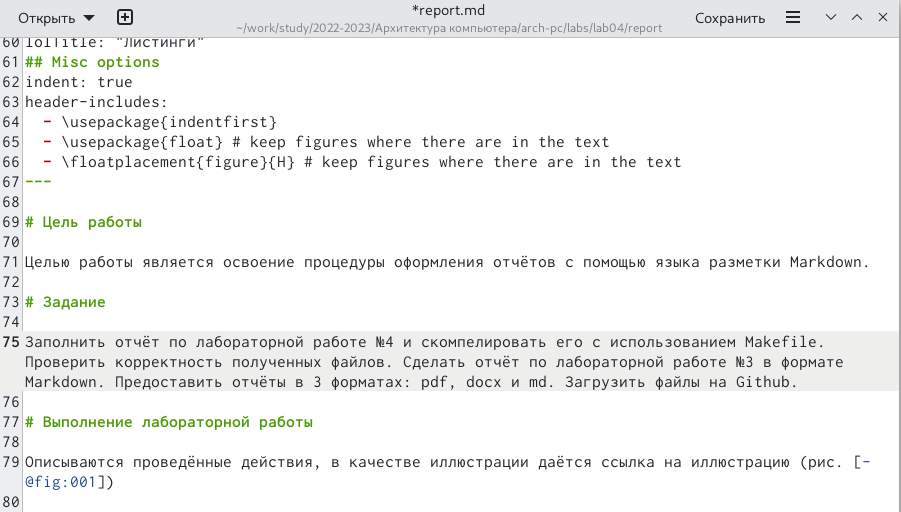 Открыть
*report.md
~/work/study/2022-2023/Архитектура компьютера/arch-pc/labs/lab04/report
Сохранить
60 lolTitle: "Листинги"
61 ## Misc options
62 indent: true
63 header-includes:
64   - \usepackage{indentfirst}
65   - \usepackage{float} # keep figures where there are in the text
66   - \floatplacement{figure}{H} # keep figures where there are in the text
67 ---
68
69 # Цель работы
70
71 Целью работы является освоение процедуры оформления отчётов с помощью языка разметки Markdown.
72
73 # Задание
74
75 Заполнить отчёт по лабораторной работе №4 и скомпелировать его с использованием Makefile.
Проверить корректность полученных файлов. Сделать отчёт по лабораторной работе №3 в формате
Markdown. Предоставить отчёты в 3 форматах: pdf, docx и md. Загрузить файлы на Github.
76
77 # Выполнение лабораторной работы
78
79 Описываются проведённые действия, в качестве иллюстрации даётся ссылка на иллюстрацию (рис. [-
@fig:001])
80